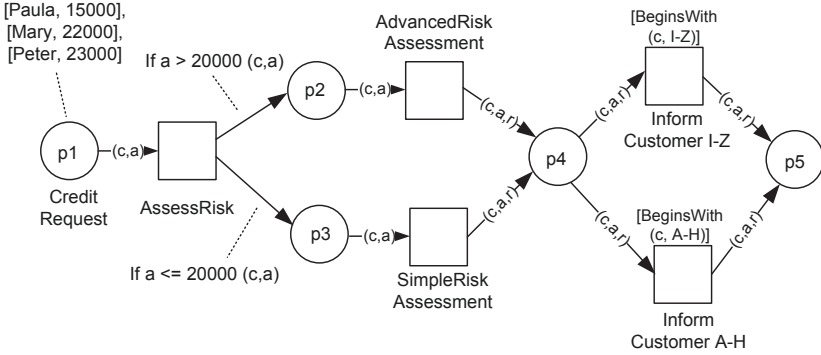 [Paula, 15000],
[Mary, 22000],
[Peter, 23000]
If a > 20000 (c,a)
p1
(c,a)
Credit
Request
AssessRisk
If a <= 20000 (c,a)
p2
(c,a)
AdvancedRisk
Assessment
(c,a,r)
p3
(c,a)
SimpleRisk
Assessment
(c,a,r)
p4
(c,a,r)
[BeginsWith
(c, I-Z)]
Inform
Customer I-Z
(c,a,r)
(c,a,r)
[BeginsWith
(c, A-H)]
Inform
Customer A-H
(c,a,r)
p5